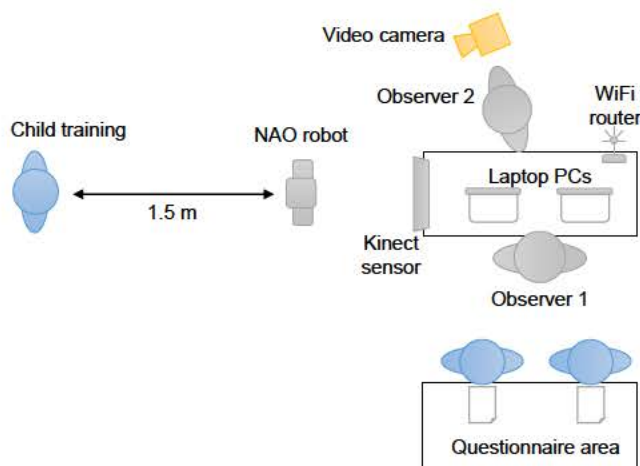 Video camera
Observer 2
WiFi
router
Child training
NAO robot
Laptop PCs
1.5 m
Kinect
sensor
Observer 1
Questionnaire area